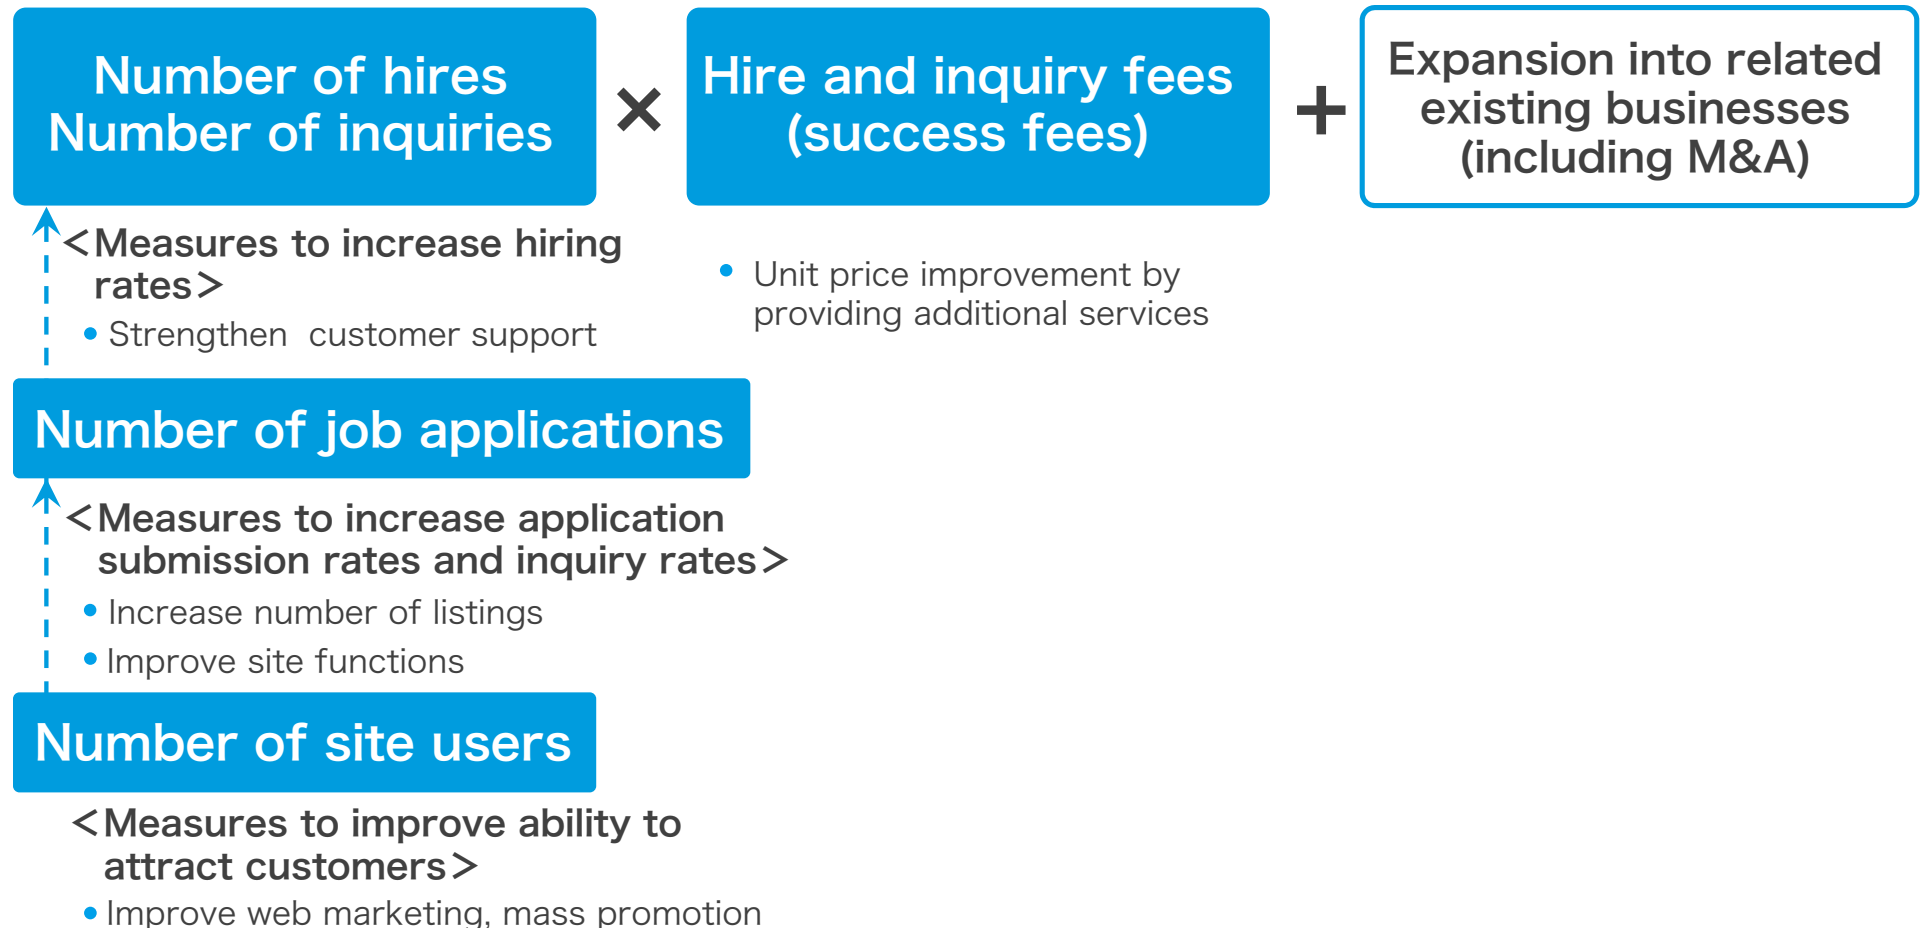 Number of hires
Number of inquiries
×
Hire and inquiry fees
(success fees)
+
Expansion into related
existing businesses
(including M&A)
<Measures to increase hiring
rates>
• Strengthen customer support
• Unit price improvement by
providing additional services
Number of job applications
<Measures to increase application
submission rates and inquiry rates>
• Increase number of listings
• Improve site functions
Number of site users
<Measures to improve ability to
attract customers>
• Improve web marketing, mass promotion